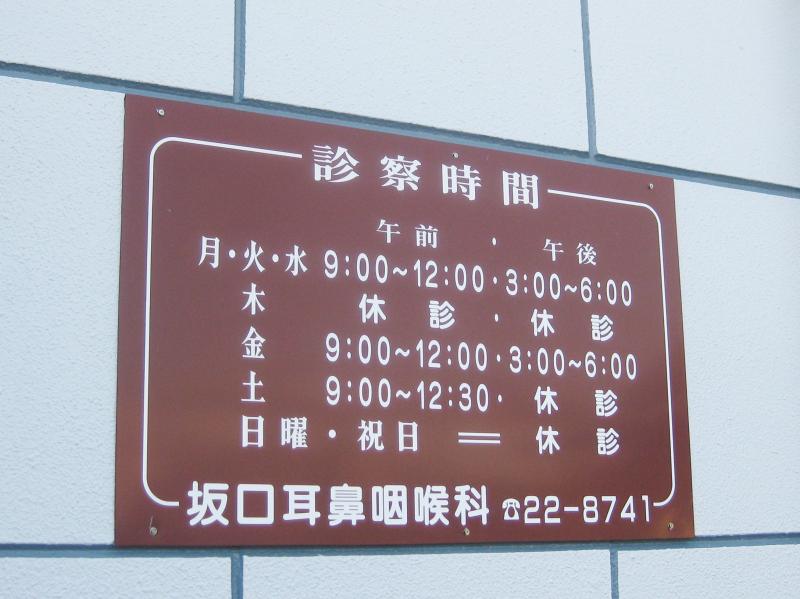 診察時間
午前・午後
月・火・水 9:00~12:00・3:00~6:00
木 休診・休診
金 9:00~12:00・3:00~6:00
土 9:00~12:30・休診
日曜・祝日 ══ 休診
坂口耳鼻咽喉科 ☎22-8741